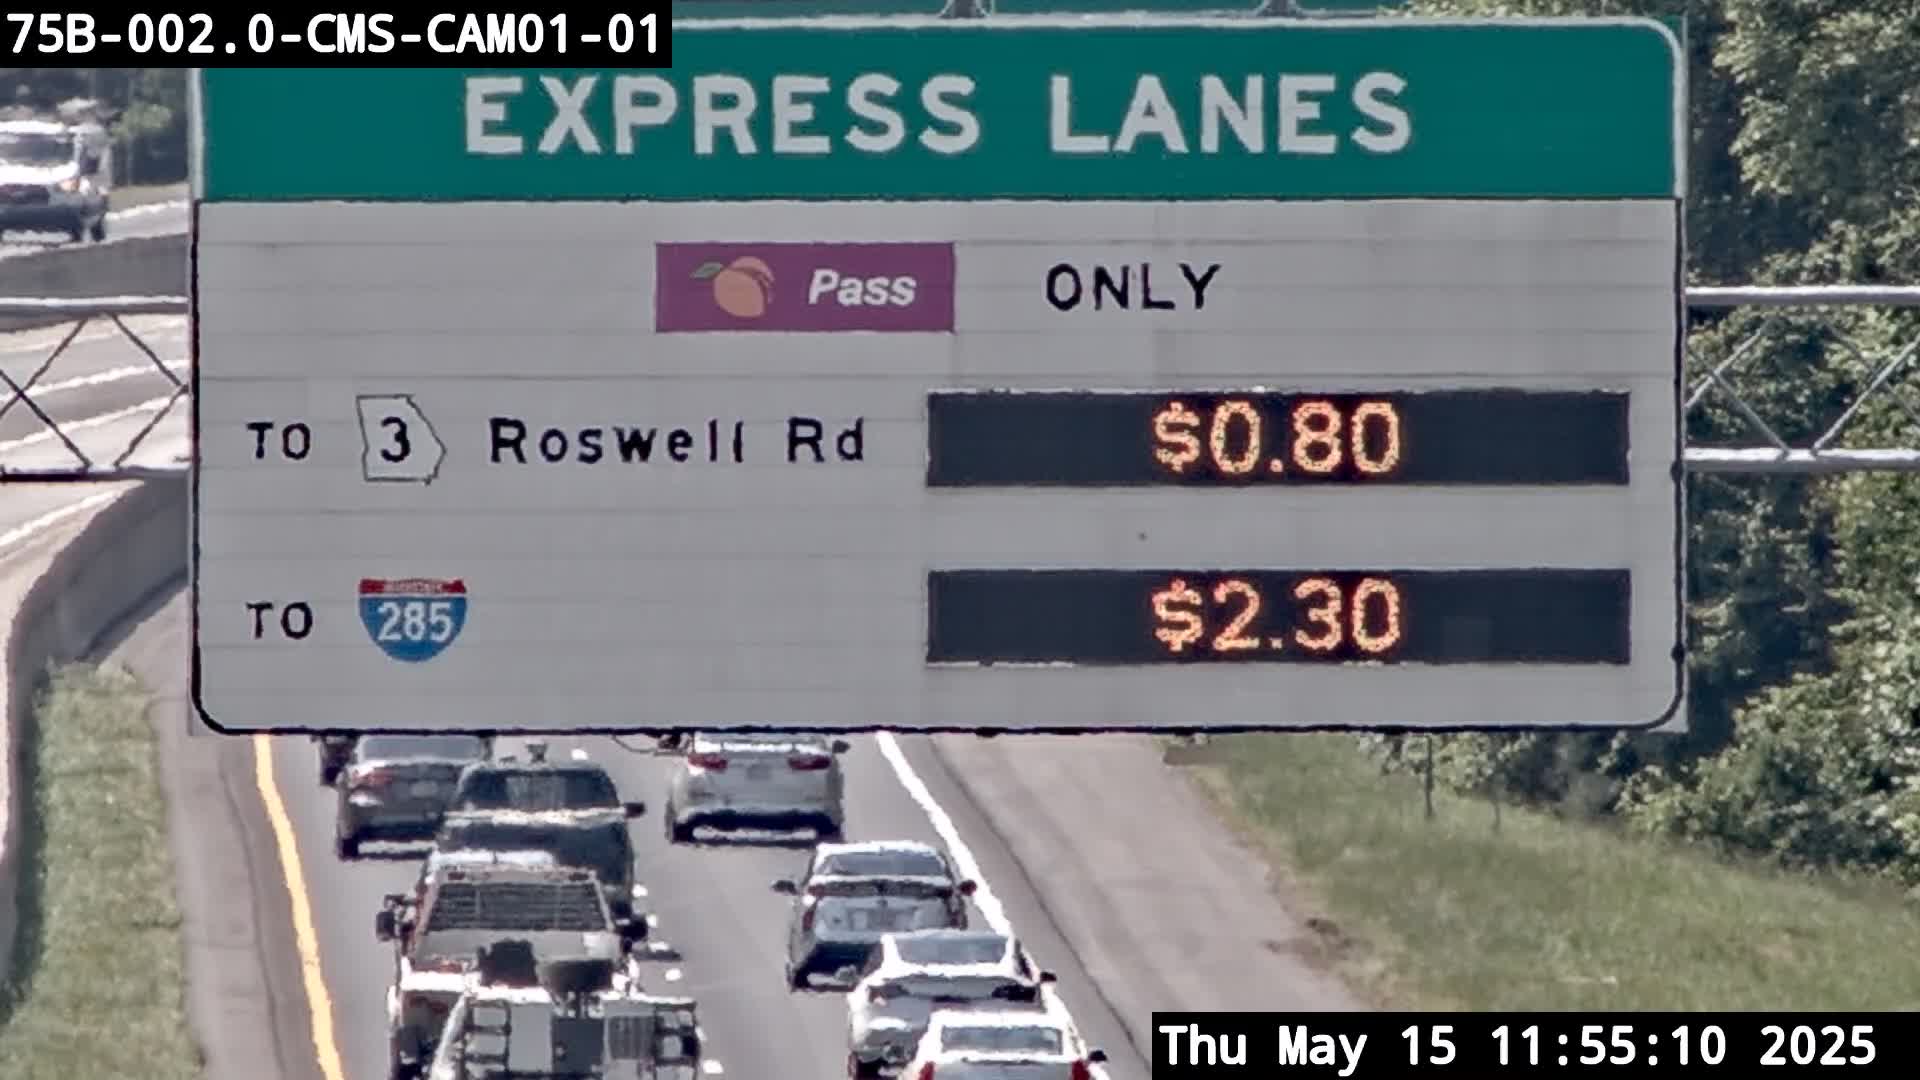 75B-002.0-CMS-CAM01-01
EXPRESS LANES
Pass ONLY
TO 3 Roswell Rd $0.80
TO 285 $2.30
Thu May 15 11:55:10 2025